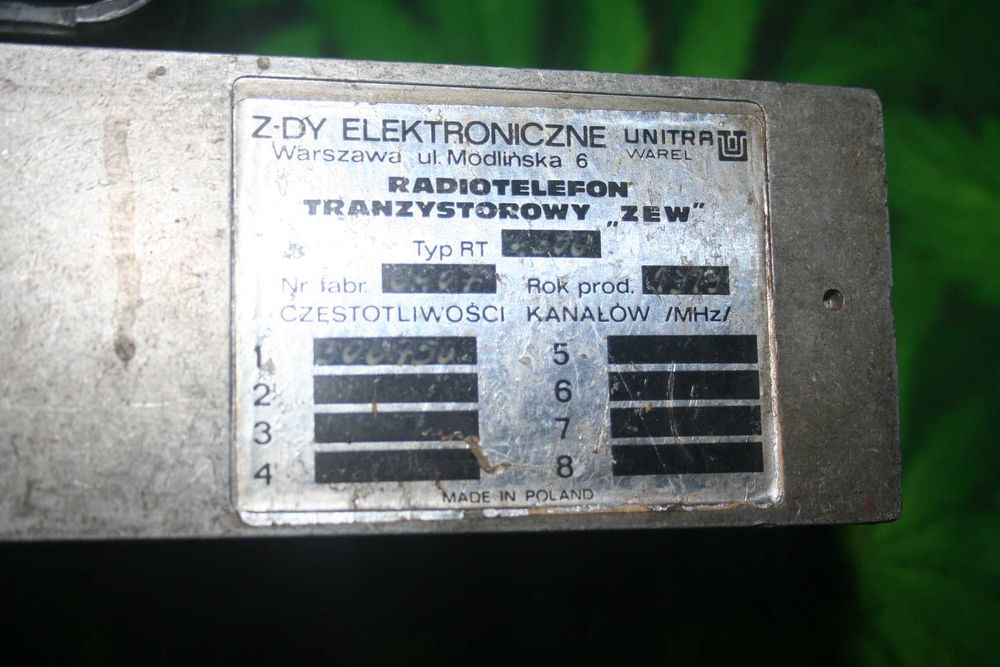 Z-DY ELEKTRONICZNE UNITRA
Warszawa ul. Modlińska 6 WAREL
RADIOTELEFON
TRANZYSTOROWY „ZEW”
Typ RT
Nr fabr. Rok prod.
CZĘSTOTLIWOŚCI KANAŁÓW /MHz/
1 5
2 6
3 7
4 8
MADE IN POLAND